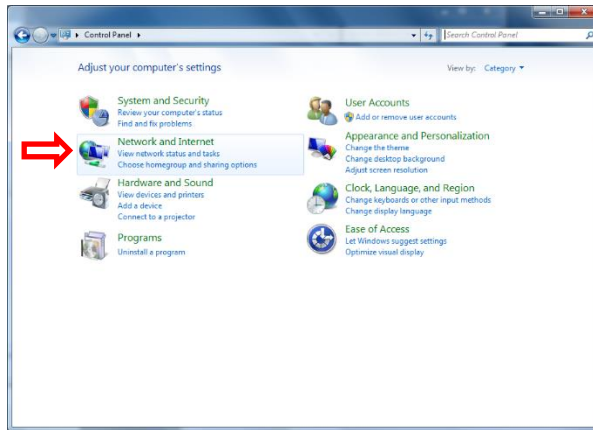 Control Panel
Search Control Panel
Adjust your computer's settings
View by: Category
System and Security
Review your computer's status
Find and fix problems
Network and Internet
View network status and tasks
Choose homegroup and sharing options
Hardware and Sound
View devices and printers
Add a device
Connect to a projector
Programs
Uninstall a program
User Accounts
Add or remove user accounts
Appearance and Personalization
Change the theme
Change desktop background
Adjust screen resolution
Clock, Language, and Region
Change keyboards or other input methods
Change display language
Ease of Access
Let Windows suggest settings
Optimize visual display